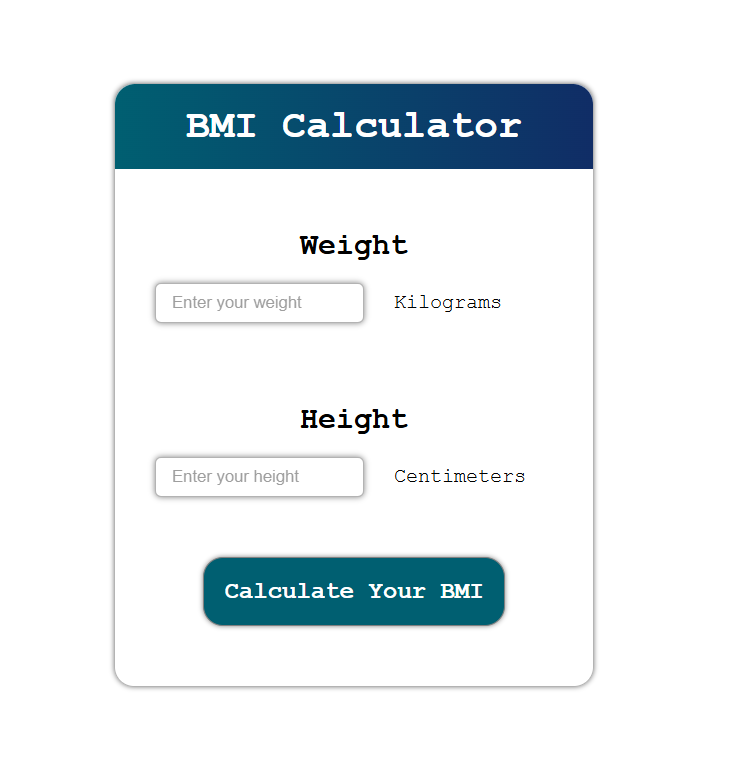 BMI Calculator
Weight
Enter your weight Kilograms
Height
Enter your height Centimeters
Calculate Your BMI